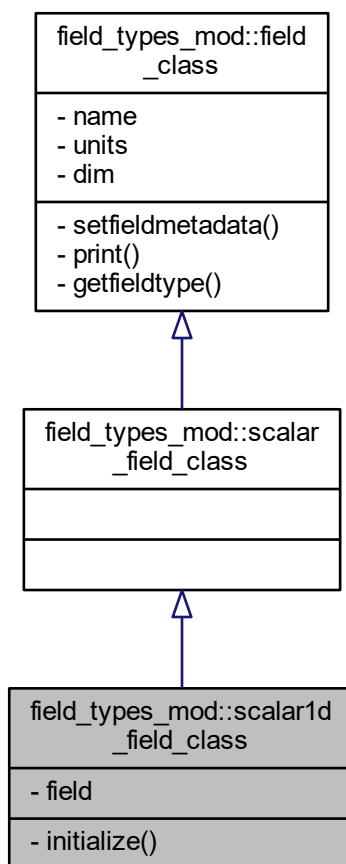 field_types_mod::field
_class
- name
- units
- dim
- setfieldmetadata()
- print()
- getfieldtype()
field_types_mod::scalar
_field_class
field_types_mod::scalar1d
_field_class
- field
- initialize()